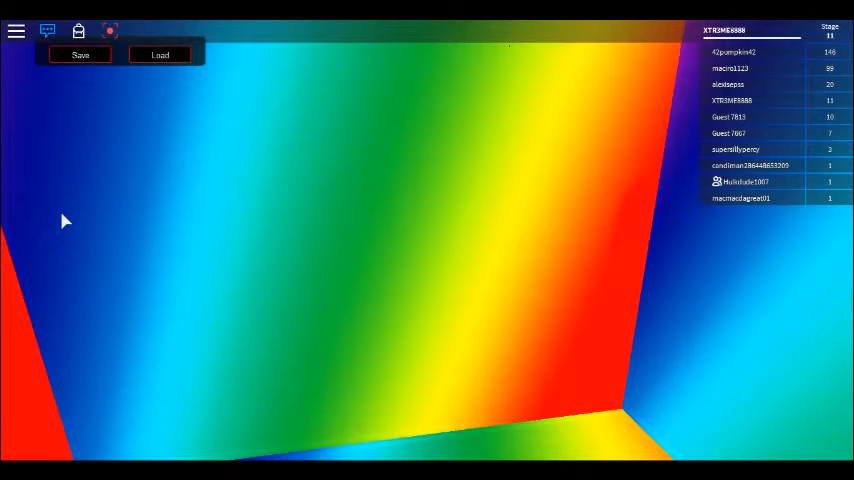 Save Load
XTR3ME8888 Stage 11
42pumpkin42 146
maciro1123 99
alexisepss 20
XTR3ME8888 11
Guest 7813 10
Guest 7667 7
supersillypercy 3
candiman286448653209 1
Hulkdude1007 1
macmacdagreat01 1